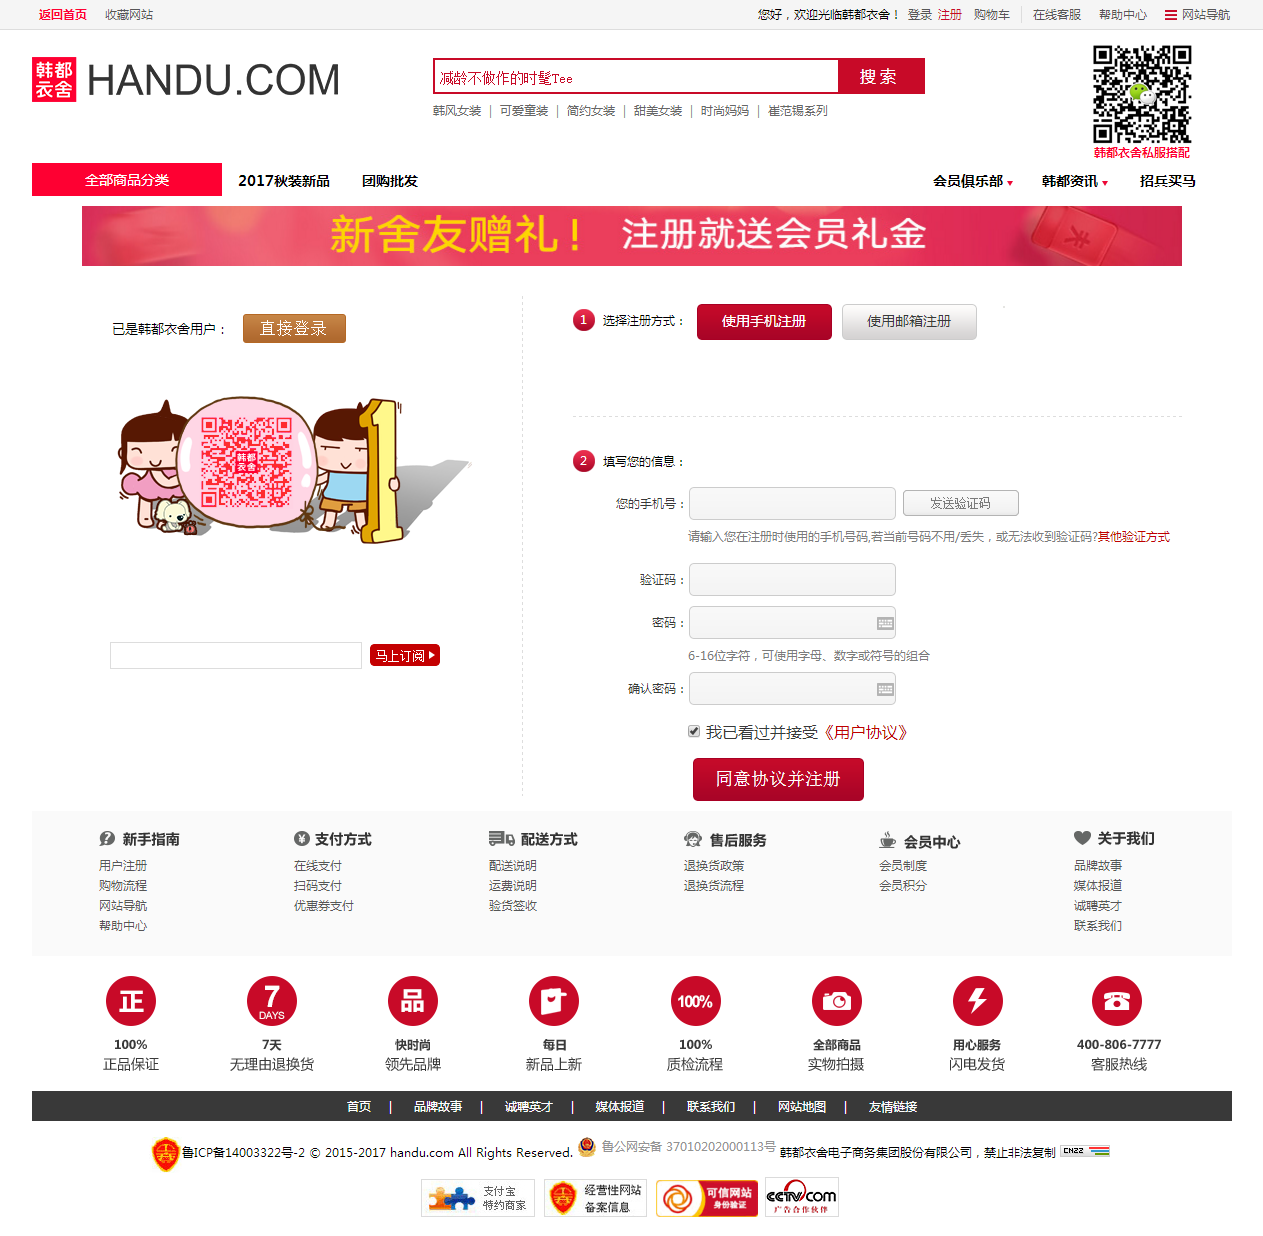 返回首页 收藏网站 您好，欢迎光临韩都衣舍！ 登录 注册 购物车 在线客服 帮助中心 网站导航
韩都衣舍 HANDU.COM
减龄不做作的时髦Tee 搜索
韩风女装 | 可爱童装 | 简约女装 | 甜美女装 | 时尚妈妈 | 崔范锡系列
韩都衣舍私服搭配
全部商品分类 2017秋装新品 团购批发 会员俱乐部 韩都资讯 招兵买马
新舍友赠礼！ 注册就送会员礼金
已是韩都衣舍用户： 直接登录
1 选择注册方式： 使用手机注册 使用邮箱注册
韩都衣舍
2 填写您的信息：
您的手机号： 发送验证码
请输入您在注册时使用的手机号码,若当前号码不用/丢失，或无法收到验证码?其他验证方式
验证码：
密码：
6-16位字符，可使用字母、数字或符号的组合
确认密码：
马上订阅
我已看过并接受《用户协议》
同意协议并注册
新手指南 支付方式 配送方式 售后服务 会员中心 关于我们
用户注册 在线支付 配送说明 退换货政策 会员制度 品牌故事
购物流程 扫码支付 运费说明 退换货流程 会员积分 媒体报道
网站导航 优惠券支付 验货签收 诚聘英才
帮助中心 联系我们
正 7 DAYS 品 100%
100% 7天 快时尚 每日 100% 全部商品 用心服务 400-806-7777
正品保证 无理由退换货 领先品牌 新品上新 质检流程 实物拍摄 闪电发货 客服热线
首页 | 品牌故事 | 诚聘英才 | 媒体报道 | 联系我们 | 网站地图 | 友情链接
鲁ICP备14003322号-2 © 2015-2017 handu.com All Rights Reserved. 鲁公网安备 37010202000113号 韩都衣舍电子商务集团股份有限公司，禁止非法复制 CNZZ
支付宝 特约商家 经营性网站 备案信息 可信网站 身份验证 CCTV.COM 广告合作伙伴